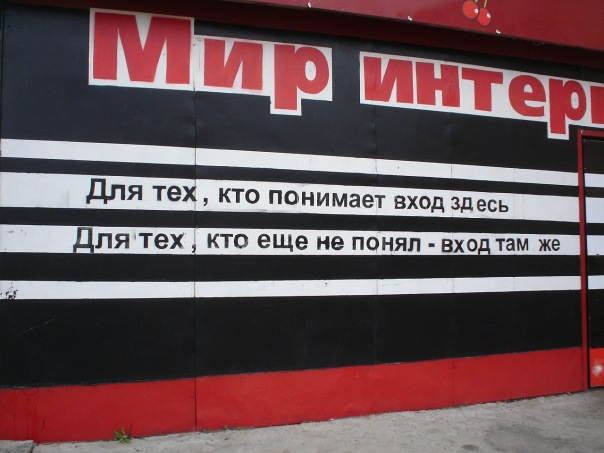 Мир интер
Для тех, кто понимает вход здесь
Для тех, кто еще не понял - вход там же